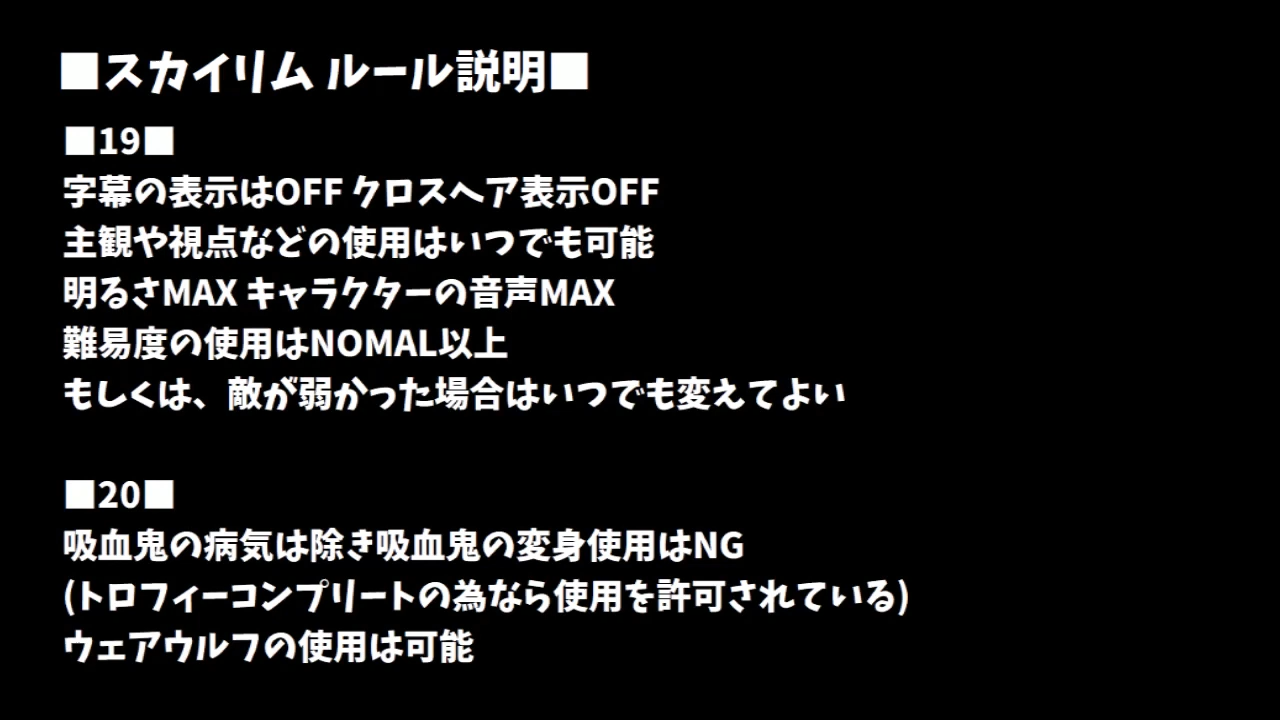 ■スカイリム ルール説明■
■19■
字幕の表示はOFF クロスヘア表示OFF
主観や視点などの使用はいつでも可能
明るさMAX キャラクターの音声MAX
難易度の使用はNOMAL以上
もしくは、敵が弱かった場合はいつでも変えてよい
■20■
吸血鬼の病気は除き吸血鬼の変身使用はNG
(トロフィーコンプリートの為なら使用を許可されている)
ウェアウルフの使用は可能